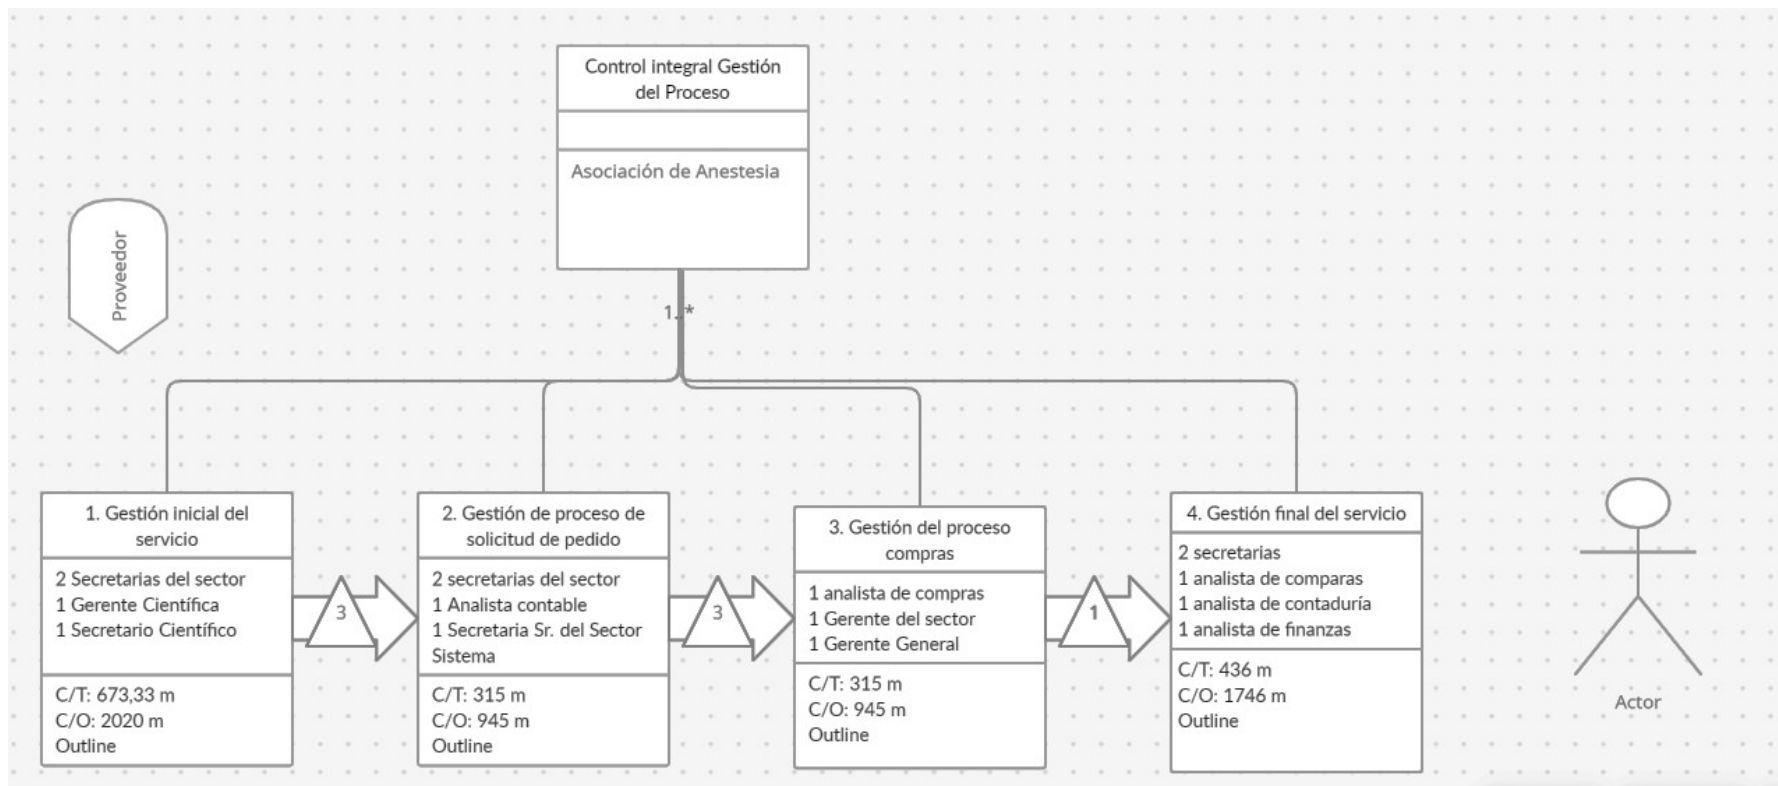 Control integral Gestión
del Proceso
Asociación de Anestesia
Proveedor
1..*
1. Gestión inicial del
servicio
2 Secretarias del sector
1 Gerente Científica
1 Secretario Científico
C/T: 673,33 m
C/O: 2020 m
Outline
3
2. Gestión de proceso de
solicitud de pedido
2 secretarias del sector
1 Analista contable
1 Secretaria Sr. del Sector
Sistema
C/T: 315 m
C/O: 945 m
Outline
3
3. Gestión del proceso
compras
1 analista de compras
1 Gerente del sector
1 Gerente General
C/T: 315 m
C/O: 945 m
Outline
1
4. Gestión final del servicio
2 secretarias
1 analista de comparas
1 analista de contaduría
1 analista de finanzas
C/T: 436 m
C/O: 1746 m
Outline
Actor